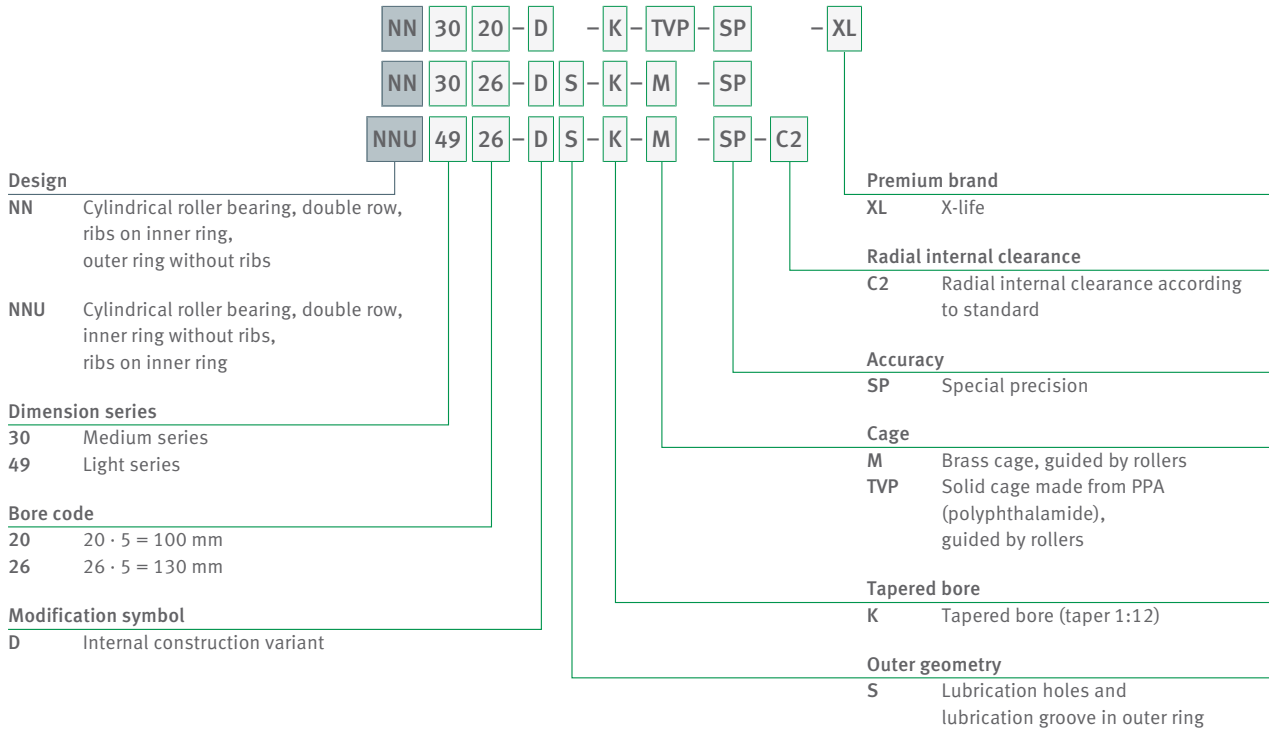 NN 30 20 – D – K – TVP – SP – XL
NN 30 26 – D S – K – M – SP
NNU 49 26 – D S – K – M – SP – C2
Design
NN Cylindrical roller bearing, double row,
ribs on inner ring,
outer ring without ribs
NNU Cylindrical roller bearing, double row,
inner ring without ribs,
ribs on inner ring
Dimension series
30 Medium series
49 Light series
Bore code
20 20 · 5 = 100 mm
26 26 · 5 = 130 mm
Modification symbol
D Internal construction variant
Premium brand
XL X-life
Radial internal clearance
C2 Radial internal clearance according
to standard
Accuracy
SP Special precision
Cage
M Brass cage, guided by rollers
TVP Solid cage made from PPA
(polyphthalamide),
guided by rollers
Tapered bore
K Tapered bore (taper 1:12)
Outer geometry
S Lubrication holes and
lubrication groove in outer ring